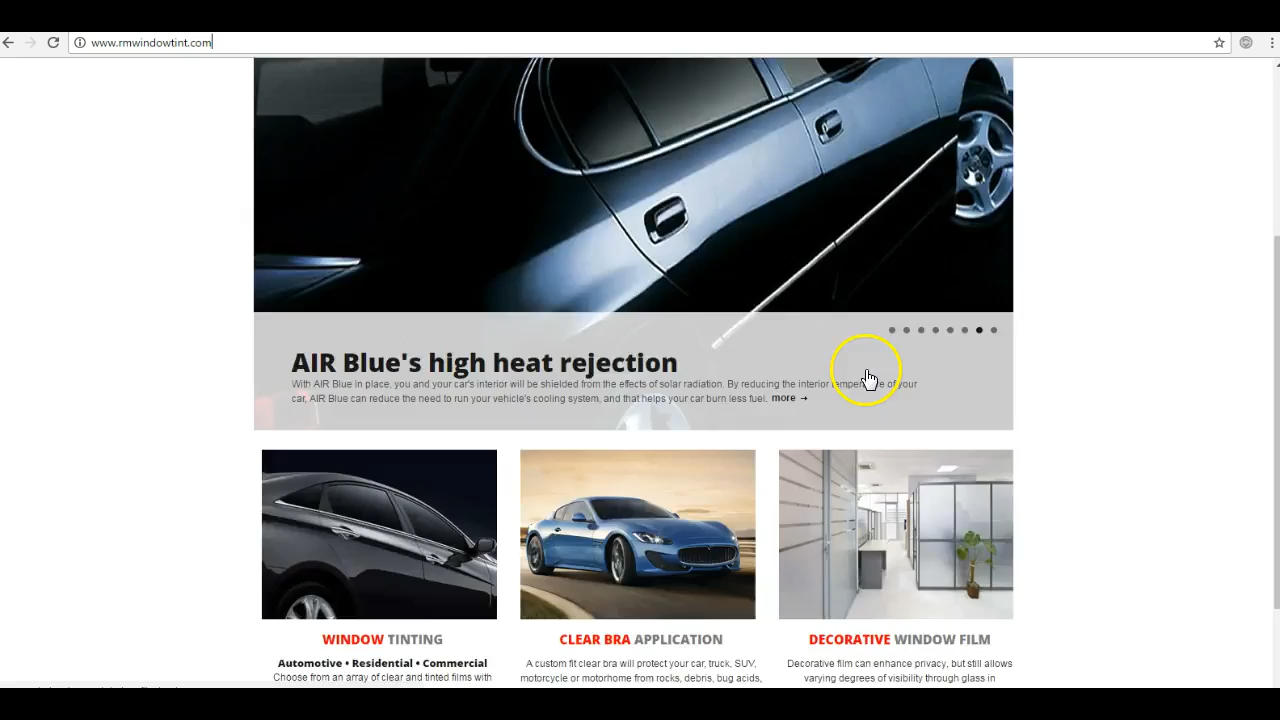 www.rmwindowtint.com
AIR Blue's high heat rejection
With AIR Blue in place, you and your car's interior will be shielded from the effects of solar radiation. By reducing the interior temperature of your
car, AIR Blue can reduce the need to run your vehicle's cooling system, and that helps your car burn less fuel. more →
WINDOW TINTING
Automotive • Residential • Commercial
Choose from an array of clear and tinted films with
CLEAR BRA APPLICATION
A custom fit clear bra will protect your car, truck, SUV,
motorcycle or motorhome from rocks, debris, bug acids,
DECORATIVE WINDOW FILM
Decorative film can enhance privacy, but still allows
varying degrees of visibility through glass in